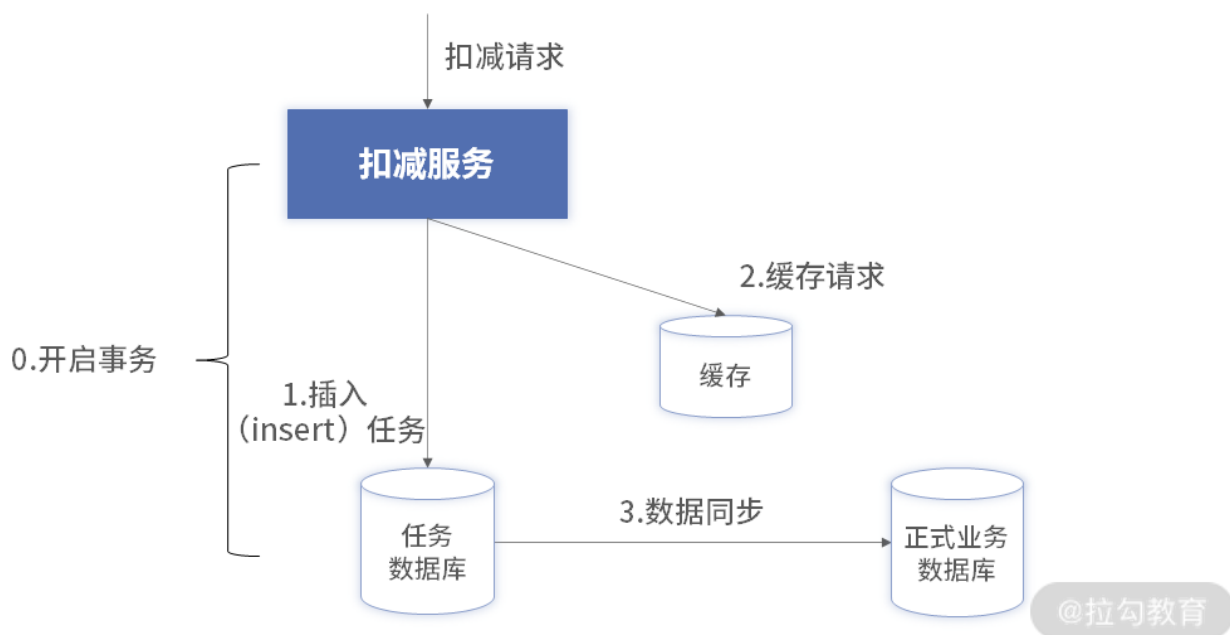 扣减请求
扣减服务
2.缓存请求
缓存
0.开启事务
1.插入
（insert）任务
3.数据同步
任务
数据库
正式业务
数据库
@拉勾教育